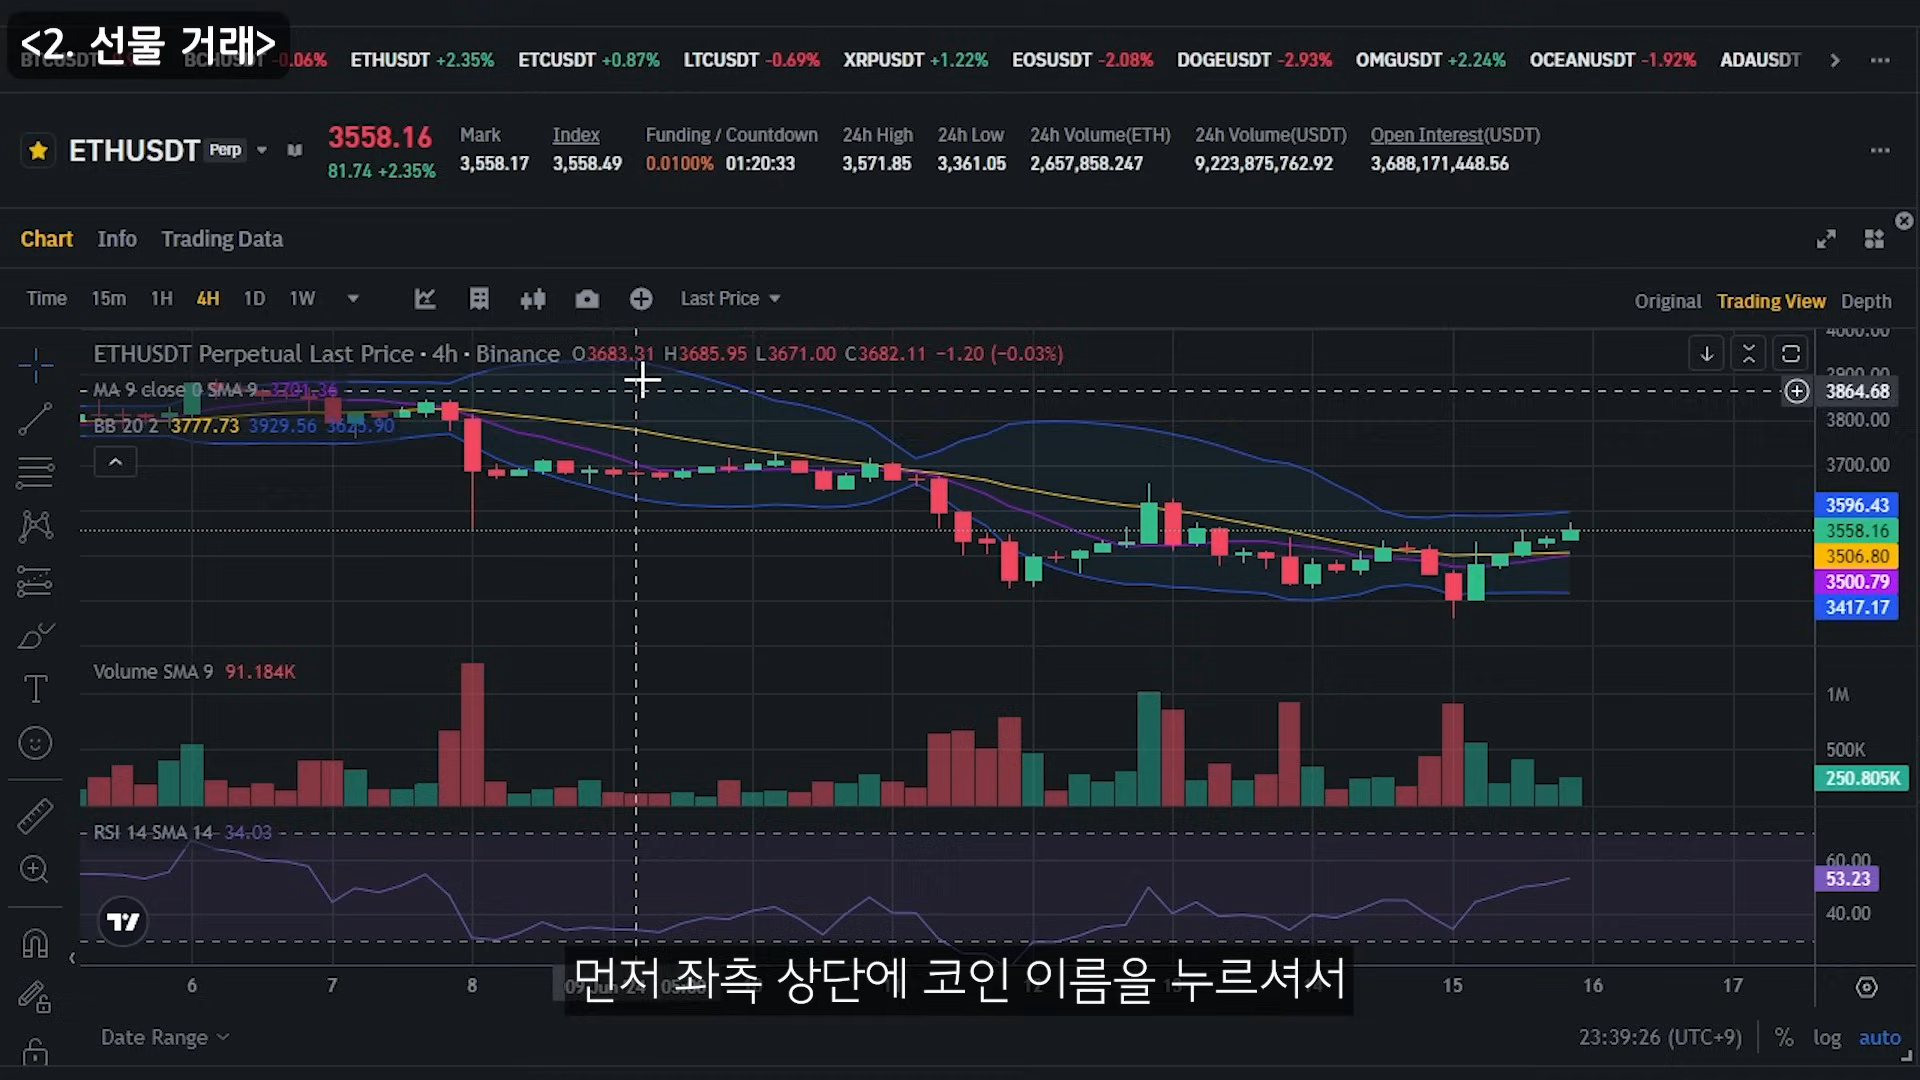 <2. 선물 거래>
BTCUSDT BCHUSDT -0.06% ETHUSDT +2.35% ETCUSDT +0.87% LTCUSDT -0.69% XRPUSDT +1.22% EOSUSDT -2.08% DOGEUSDT -2.93% OMGUSDT +2.24% OCEANUSDT -1.92% ADAUSDT
ETHUSDT Perp
3558.16
81.74 +2.35%
Mark
3,558.17
Index
3,558.49
Funding / Countdown
0.0100% 01:20:33
24h High
3,571.85
24h Low
3,361.05
24h Volume(ETH)
2,657,858.247
24h Volume(USDT)
9,223,875,762.92
Open Interest(USDT)
3,688,171,448.56
Chart Info Trading Data
Time 15m 1H 4H 1D 1W Last Price Original Trading View Depth
ETHUSDT Perpetual Last Price · 4h · Binance O3683.31 H3685.95 L3671.00 C3682.11 −1.20 (−0.03%)
MA 9 close 0 SMA 9 3701.36
BB 20 2 3777.73 3929.56 3625.90
4000.00
3900.00
3864.68
3800.00
3700.00
3596.43
3558.16
3506.80
3500.79
3417.17
Volume SMA 9 91.184K
1M
500K
250.805K
RSI 14 SMA 14 34.03
60.00
53.23
40.00
6 7 8 15 16 17
먼저 좌측 상단에 코인 이름을 누르셔서
Date Range 23:39:26 (UTC+9) % log auto